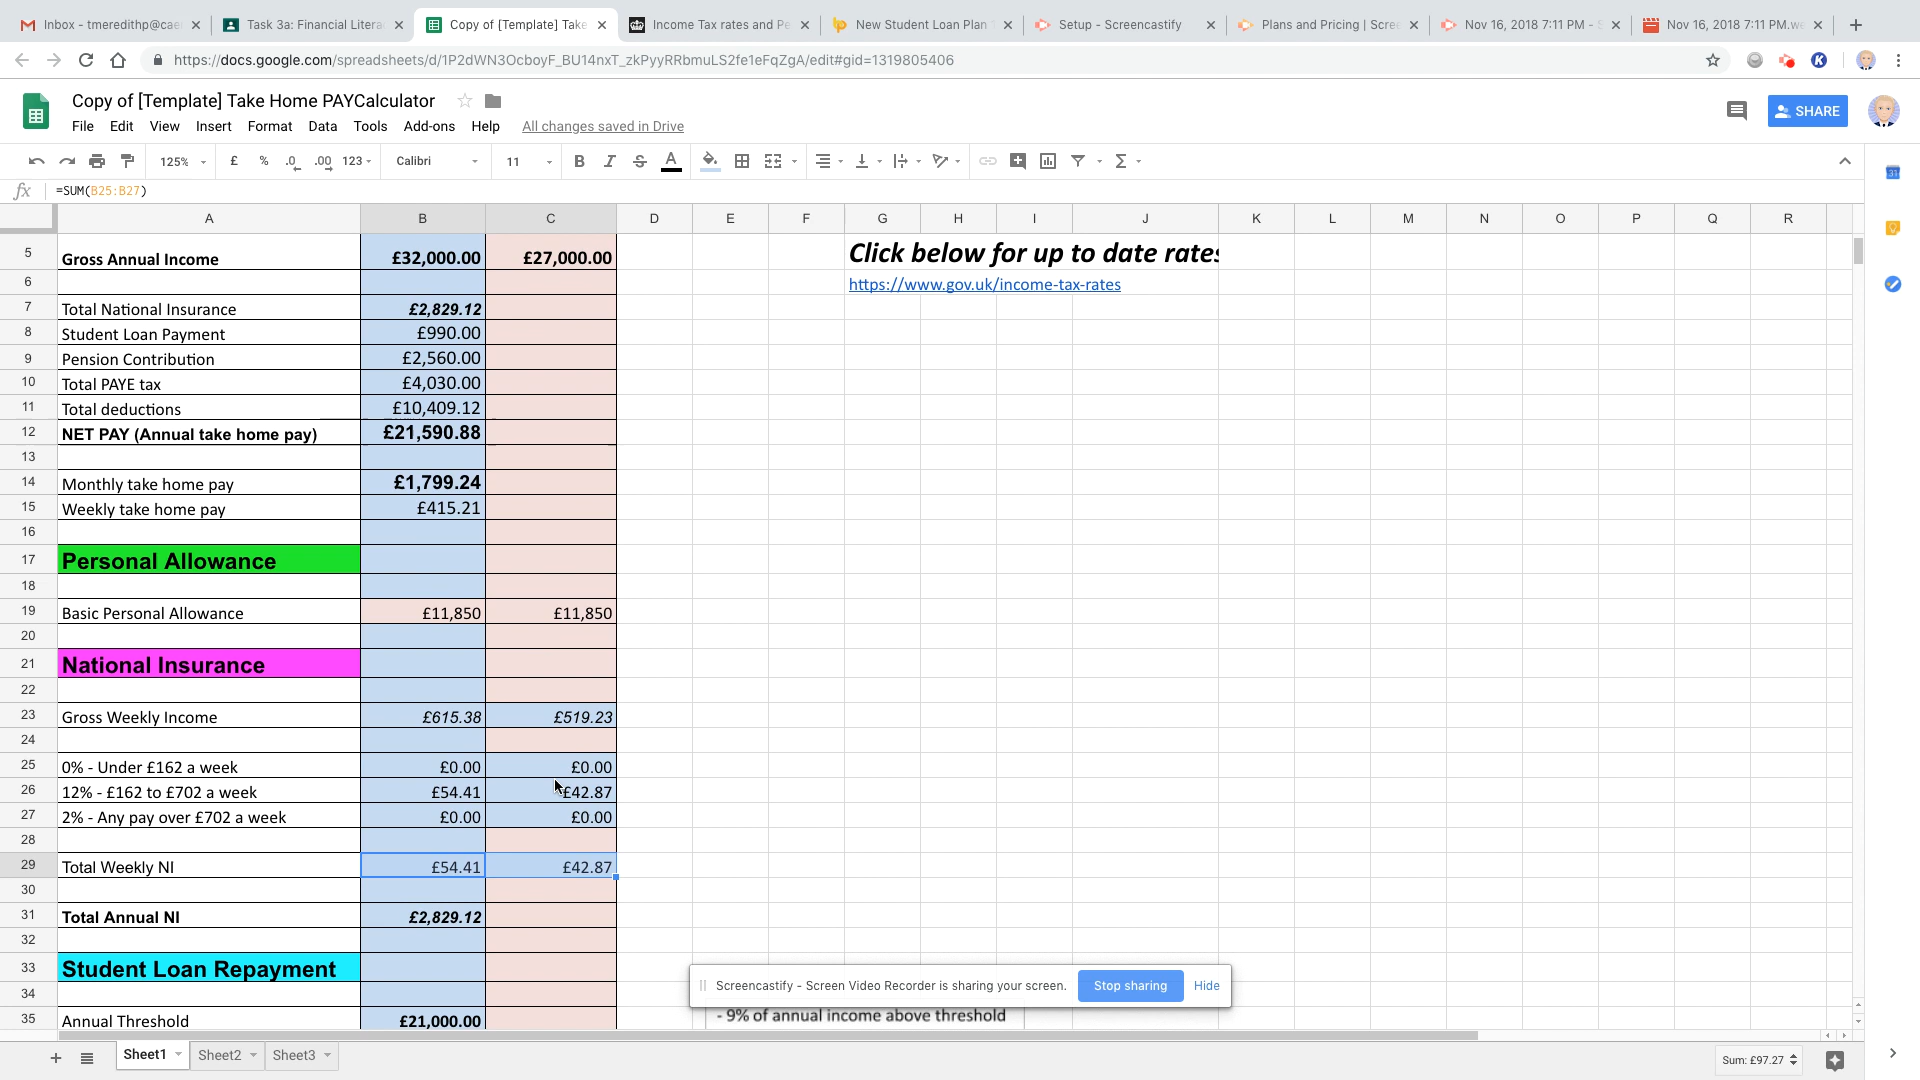 Inbox - tmeredithp@cae
Task 3a: Financial Litera
Copy of [Template] Take
Income Tax rates and Pe
New Student Loan Plan
Setup - Screencastify
Plans and Pricing | Scre
Nov 16, 2018 7:11 PM - S
Nov 16, 2018 7:11 PM.we
https://docs.google.com/spreadsheets/d/1P2dWN3OcboyF_BU14nxT_zkPyyRRbmuLS2fe1eFqZgA/edit#gid=1319805406
Copy of [Template] Take Home PAYCalculator
SHARE
File Edit View Insert Format Data Tools Add-ons Help All changes saved in Drive
125% £ % .0 .00 123 Calibri 11 B I S A Σ
fx =SUM(B25:B27)
31
A B C D E F G H I J K L M N O P Q R
5 Gross Annual Income £32,000.00 £27,000.00 Click below for up to date rates
6 https://www.gov.uk/income-tax-rates
7 Total National Insurance £2,829.12
8 Student Loan Payment £990.00
9 Pension Contribution £2,560.00
10 Total PAYE tax £4,030.00
11 Total deductions £10,409.12
12 NET PAY (Annual take home pay) £21,590.88
13
14 Monthly take home pay £1,799.24
15 Weekly take home pay £415.21
16
17 Personal Allowance
18
19 Basic Personal Allowance £11,850 £11,850
20
21 National Insurance
22
23 Gross Weekly Income £615.38 £519.23
24
25 0% - Under £162 a week £0.00 £0.00
26 12% - £162 to £702 a week £54.41 £42.87
27 2% - Any pay over £702 a week £0.00 £0.00
28
29 Total Weekly NI £54.41 £42.87
30
31 Total Annual NI £2,829.12
32
33 Student Loan Repayment
34
Screencastify - Screen Video Recorder is sharing your screen. Stop sharing Hide
35 Annual Threshold £21,000.00 - 9% of annual income above threshold
Sheet1 Sheet2 Sheet3 Sum: £97.27